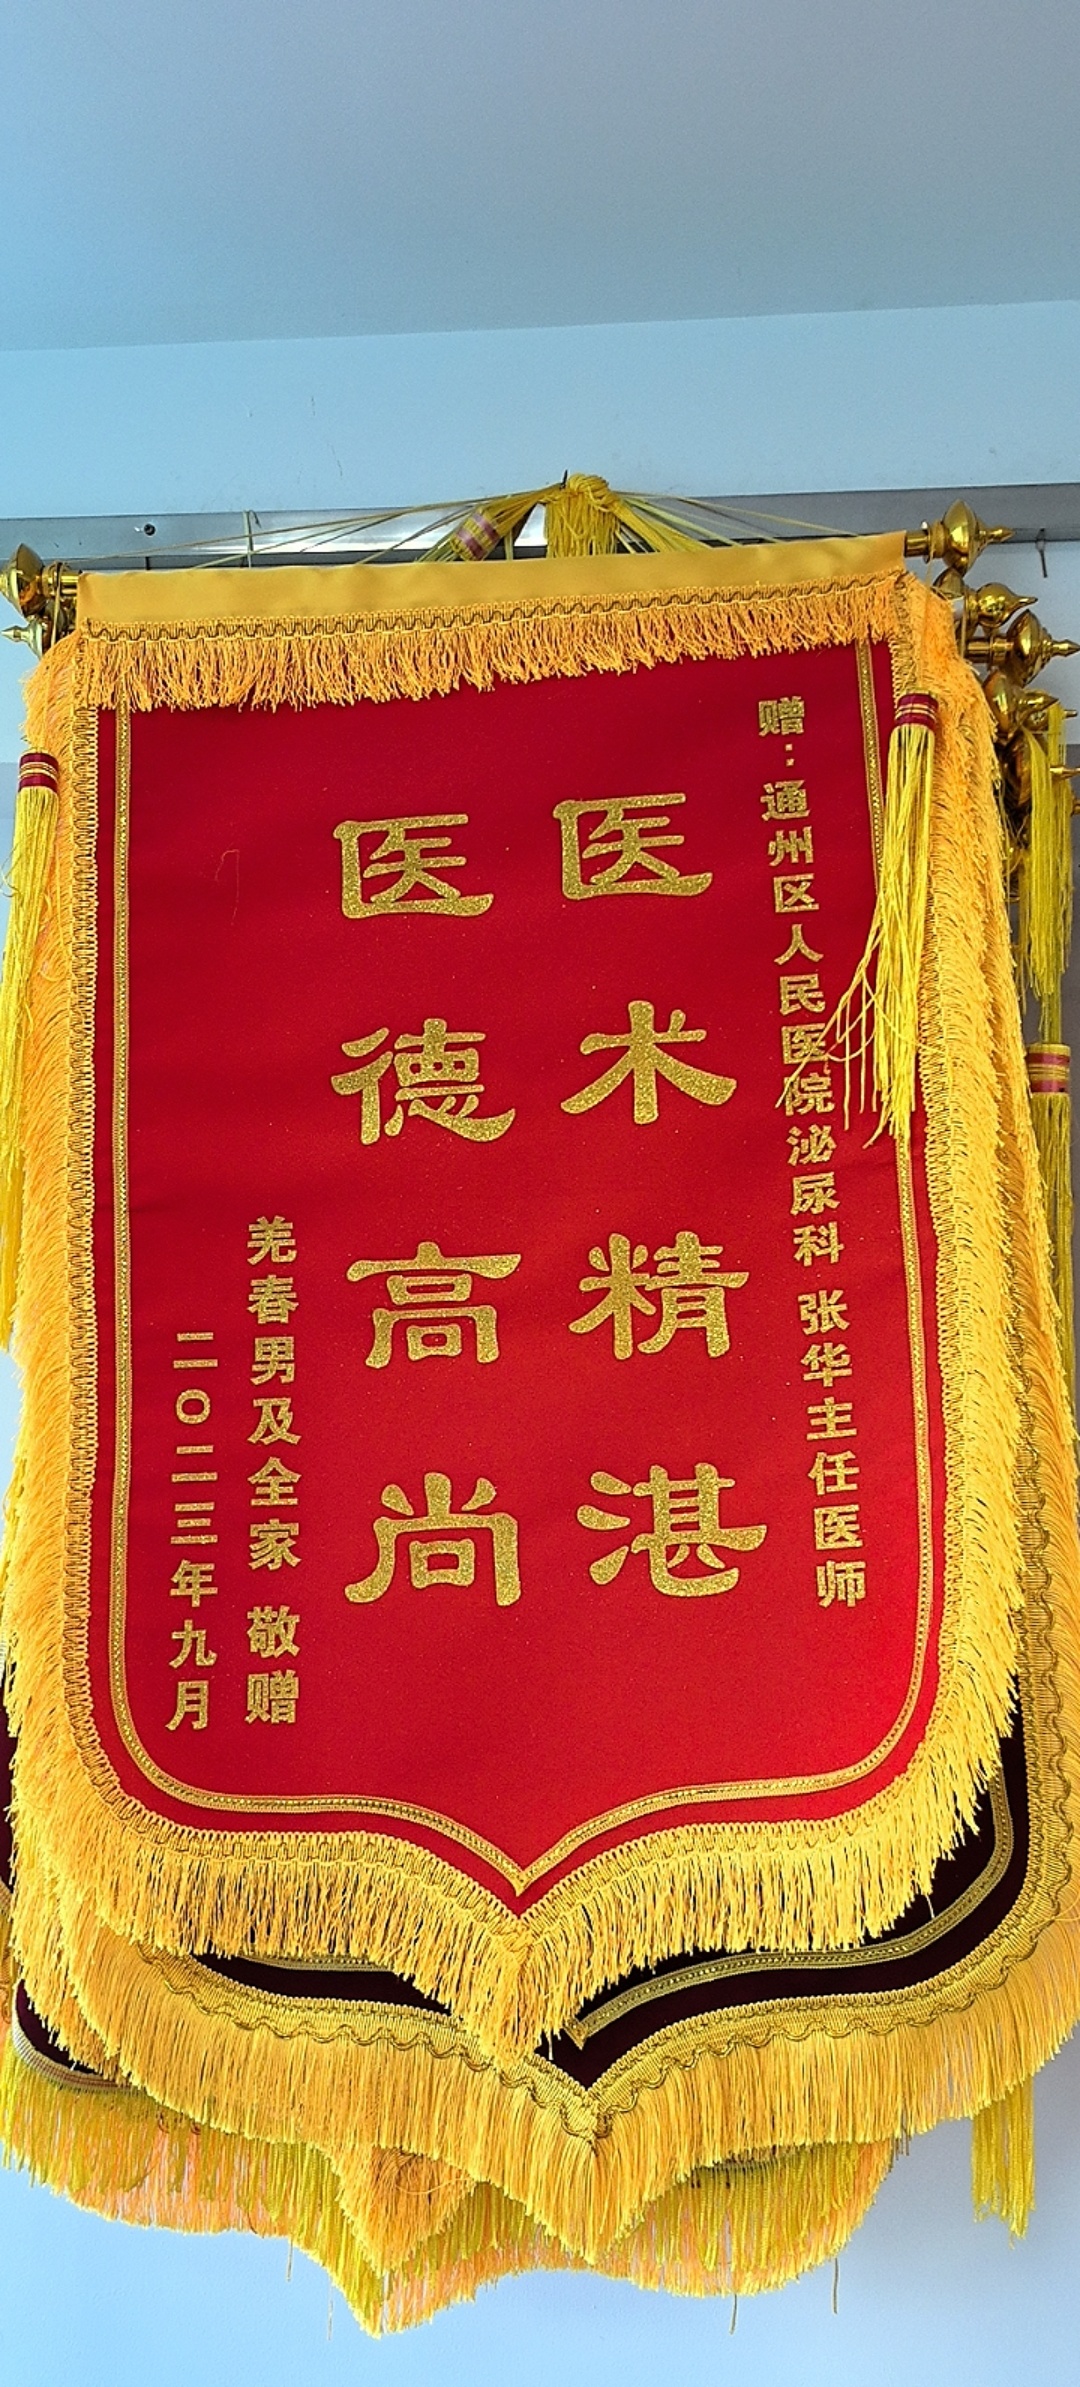 赠：通州区人民医院泌尿科 张华主任医师
医术精湛
医德高尚
羌春男及全家 敬赠
二〇二三年九月